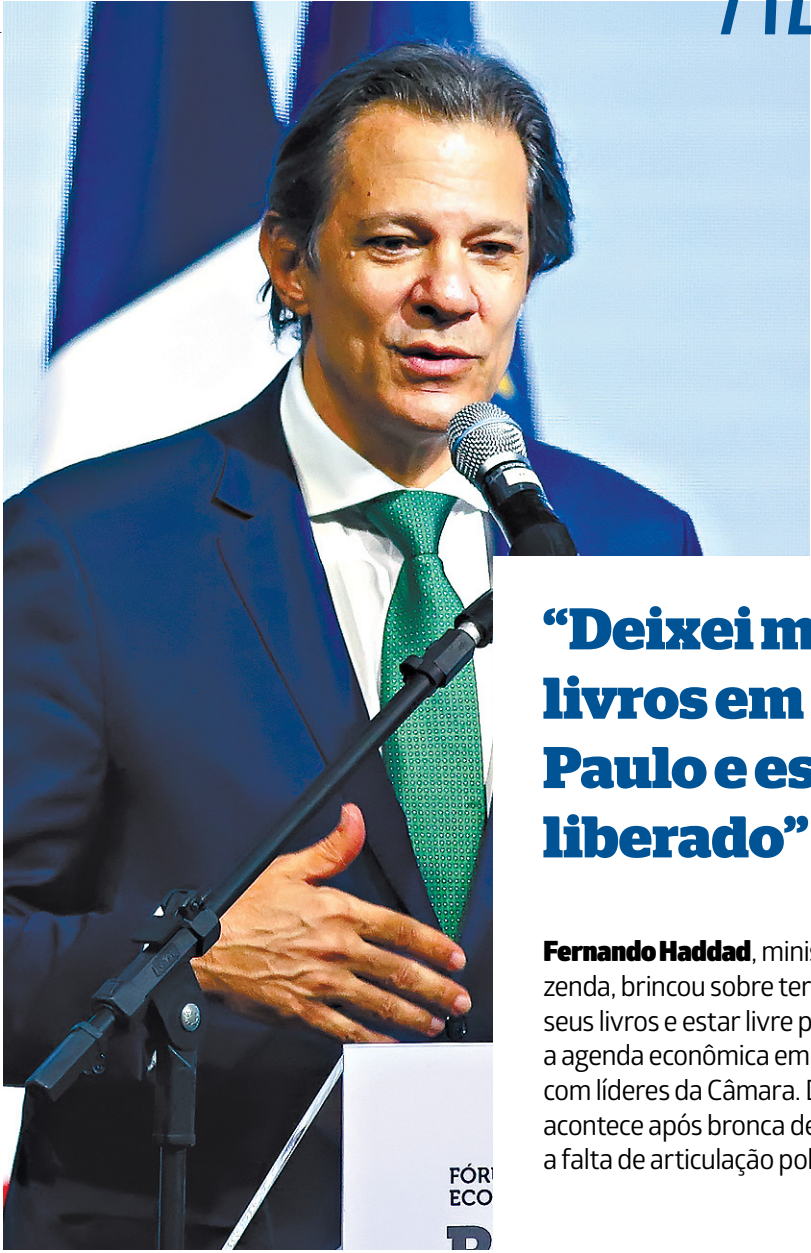 “Deixei m
livros em
Paulo e es
liberado”
Fernando Haddad, minis
zenda, brincou sobre ter
seus livros e estar livre p
a agenda econômica em
com líderes da Câmara. D
acontece após bronca de
a falta de articulação pol
FÓRU
ECO